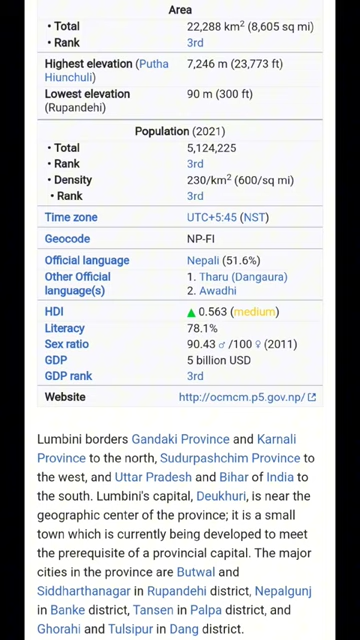 Area
• Total 22,288 km² (8,605 sq mi)
• Rank 3rd
Highest elevation (Putha 7,246 m (23,773 ft)
Hiunchuli)
Lowest elevation 90 m (300 ft)
(Rupandehi)
Population (2021)
• Total 5,124,225
• Rank 3rd
• Density 230/km² (600/sq mi)
• Rank 3rd
Time zone UTC+5:45 (NST)
Geocode NP-FI
Official language Nepali (51.6%)
Other Official 1. Tharu (Dangaura)
language(s) 2. Awadhi
HDI ▲ 0.563 (medium)
Literacy 78.1%
Sex ratio 90.43 ♂ /100 ♀ (2011)
GDP 5 billion USD
GDP rank 3rd
Website http://ocmcm.p5.gov.np/
Lumbini borders Gandaki Province and Karnali
Province to the north, Sudurpashchim Province to
the west, and Uttar Pradesh and Bihar of India to
the south. Lumbini's capital, Deukhuri, is near the
geographic center of the province; it is a small
town which is currently being developed to meet
the prerequisite of a provincial capital. The major
cities in the province are Butwal and
Siddharthanagar in Rupandehi district, Nepalgunj
in Banke district, Tansen in Palpa district, and
Ghorahi and Tulsipur in Dang district.